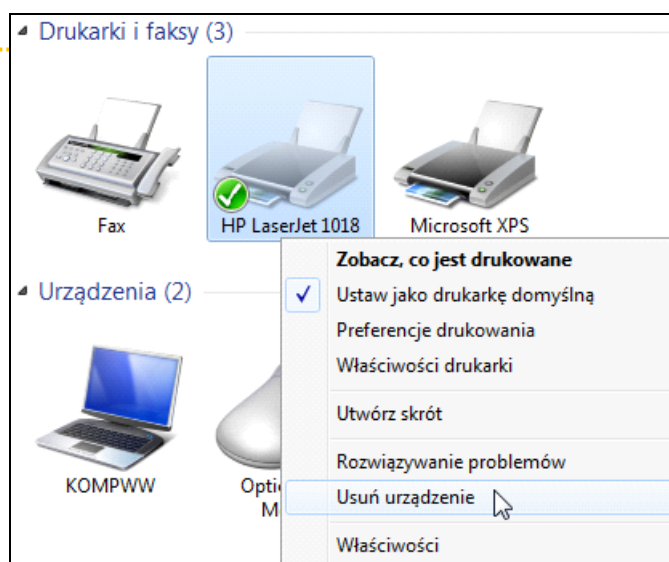 Drukarki i faksy (3)
Fax
HP LaserJet 1018
Microsoft XPS
Zobacz, co jest drukowane
Ustaw jako drukarkę domyślną
Preferencje drukowania
Właściwości drukarki
Utwórz skrót
Rozwiązywanie problemów
Usuń urządzenie
Właściwości
Urządzenia (2)
KOMPWW